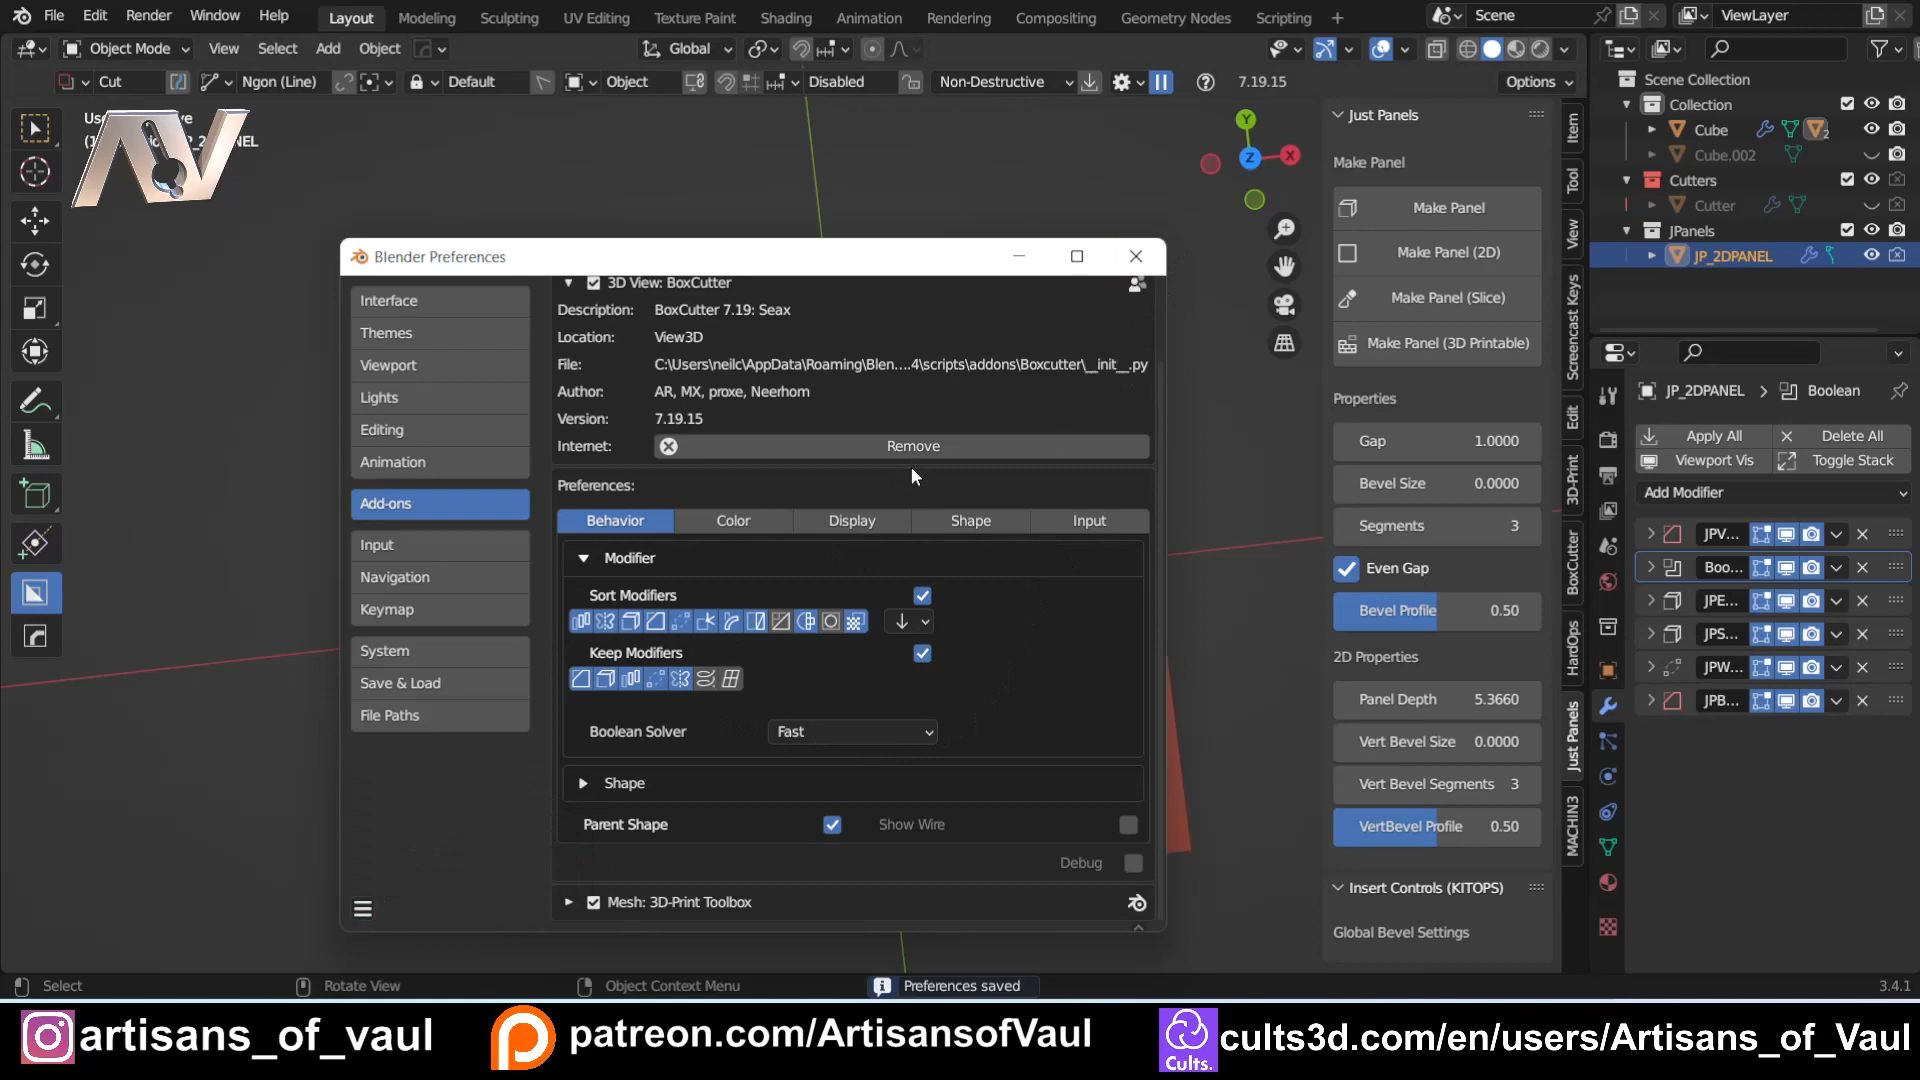 File Edit Render Window Help Layout Modeling Sculpting UV Editing Texture Paint Shading Animation Rendering Compositing Geometry Nodes Scripting + Scene ViewLayer
Object Mode View Select Add Object Global
Cut Ngon (Line) Default Object Disabled Non-Destructive 7.19.15 Options
AV
Scene Collection
Collection
Cube 2
Cube.002
Cutters
Cutter
JPanels
JP_2DPANEL
Y
X
Z
Just Panels
Make Panel
Make Panel
Make Panel (2D)
Make Panel (Slice)
Make Panel (3D Printable)
Properties
Gap 1.0000
Bevel Size 0.0000
Segments 3
Even Gap
Bevel Profile 0.50
2D Properties
Panel Depth 5.3660
Vert Bevel Size 0.0000
Vert Bevel Segments 3
VertBevel Profile 0.50
Insert Controls (KITOPS)
Global Bevel Settings
Item
Tool
View
Screencast Keys
Edit
3D-Print
BoxCutter
HardOps
Just Panels
MACHIN3
JP_2DPANEL > Boolean
Apply All Delete All
Viewport Vis Toggle Stack
Add Modifier
JPV...
Boo...
JPE...
JPS...
JPW...
JPB...
Blender Preferences
Interface
Themes
Viewport
Lights
Editing
Animation
Add-ons
Input
Navigation
Keymap
System
Save & Load
File Paths
3D View: BoxCutter
Description: BoxCutter 7.19: Seax
Location: View3D
File: C:\Users\neilc\AppData\Roaming\Blen....4\scripts\addons\Boxcutter\__init__.py
Author: AR, MX, proxe, Neerhom
Version: 7.19.15
Internet: Remove
Preferences:
Behavior Color Display Shape Input
Modifier
Sort Modifiers
Keep Modifiers
Boolean Solver Fast
Shape
Parent Shape Show Wire
Debug
Mesh: 3D-Print Toolbox
Select Rotate View Object Context Menu Preferences saved 3.4.1
artisans_of_vaul patreon.com/ArtisansofVaul Cults. cults3d.com/en/users/Artisans_of_Vaul